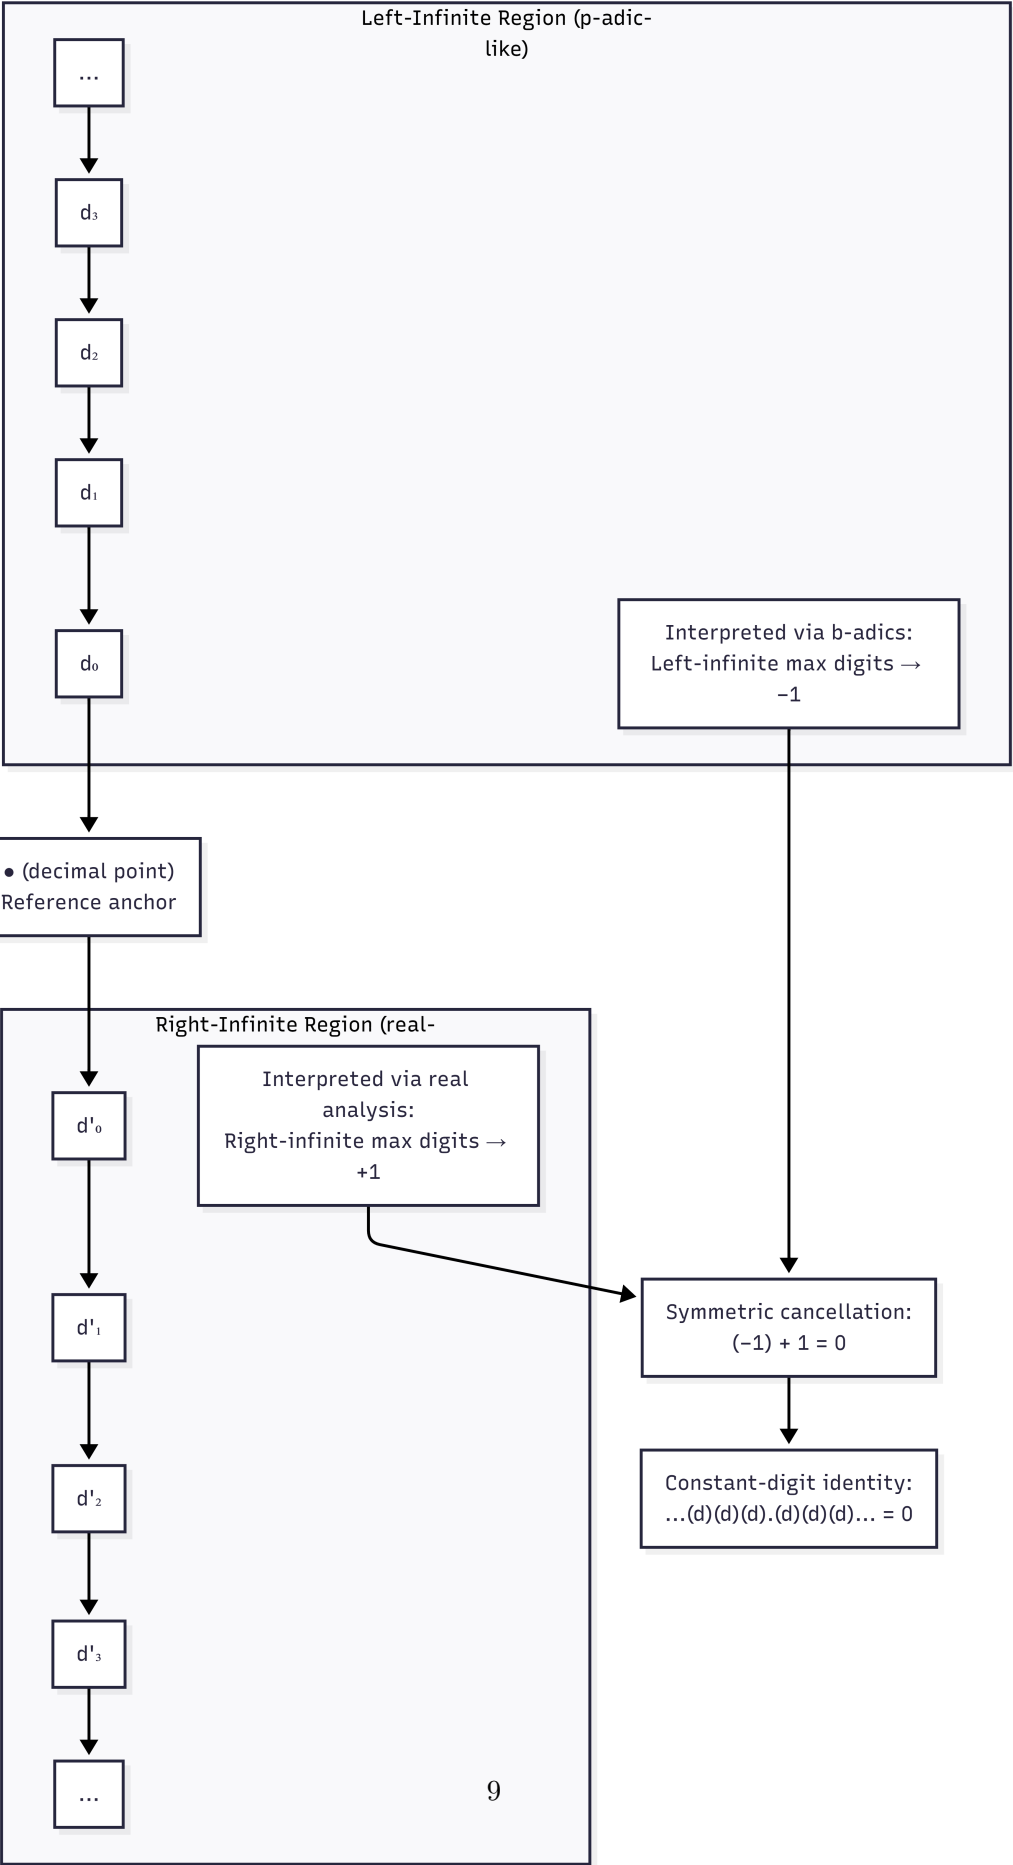 Left-Infinite Region (p-adic-
like)
...
d₃
d₂
d₁
d₀
Interpreted via b-adics:
Left-infinite max digits →
−1
● (decimal point)
Reference anchor
Right-Infinite Region (real-
Interpreted via real
analysis:
Right-infinite max digits →
+1
d'₀
d'₁
d'₂
d'₃
...
Symmetric cancellation:
(−1) + 1 = 0
Constant-digit identity:
...(d)(d)(d).(d)(d)(d)... = 0
9